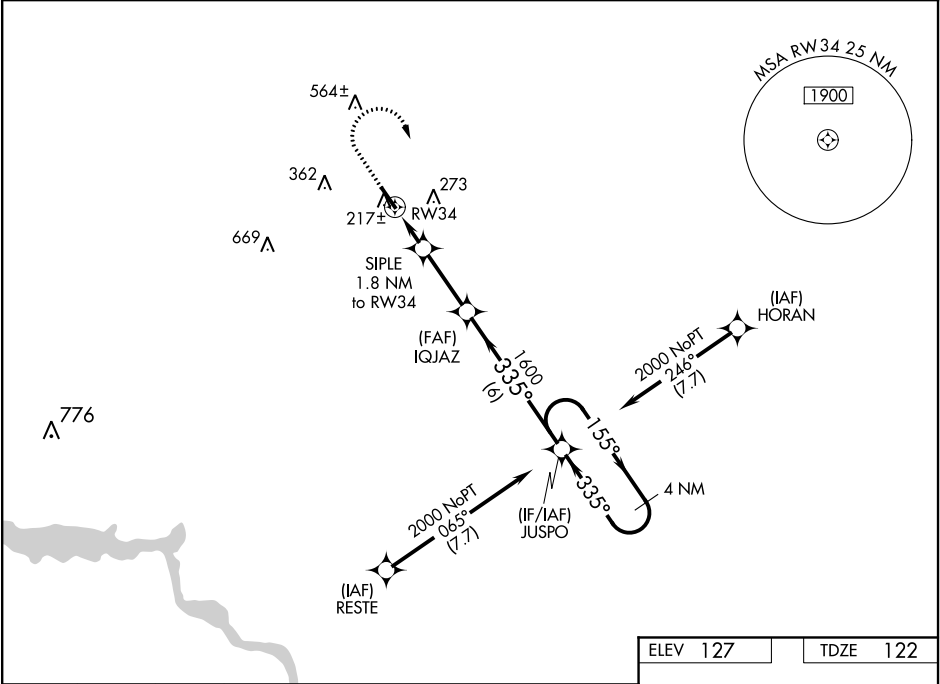 MSA RW34 25 NM
1900
564±
362
273
217±
RW34
669
SIPLE
1.8 NM
to RW34
(IAF)
HORAN
(FAF)
IQJAZ
2000 NoPT
246°
(7.7)
1600
335°
(6)
776
155°
335°
4 NM
2000 NoPT
065°
(7.7)
(IF/IAF)
JUSPO
(IAF)
RESTE
ELEV 127
TDZE 122